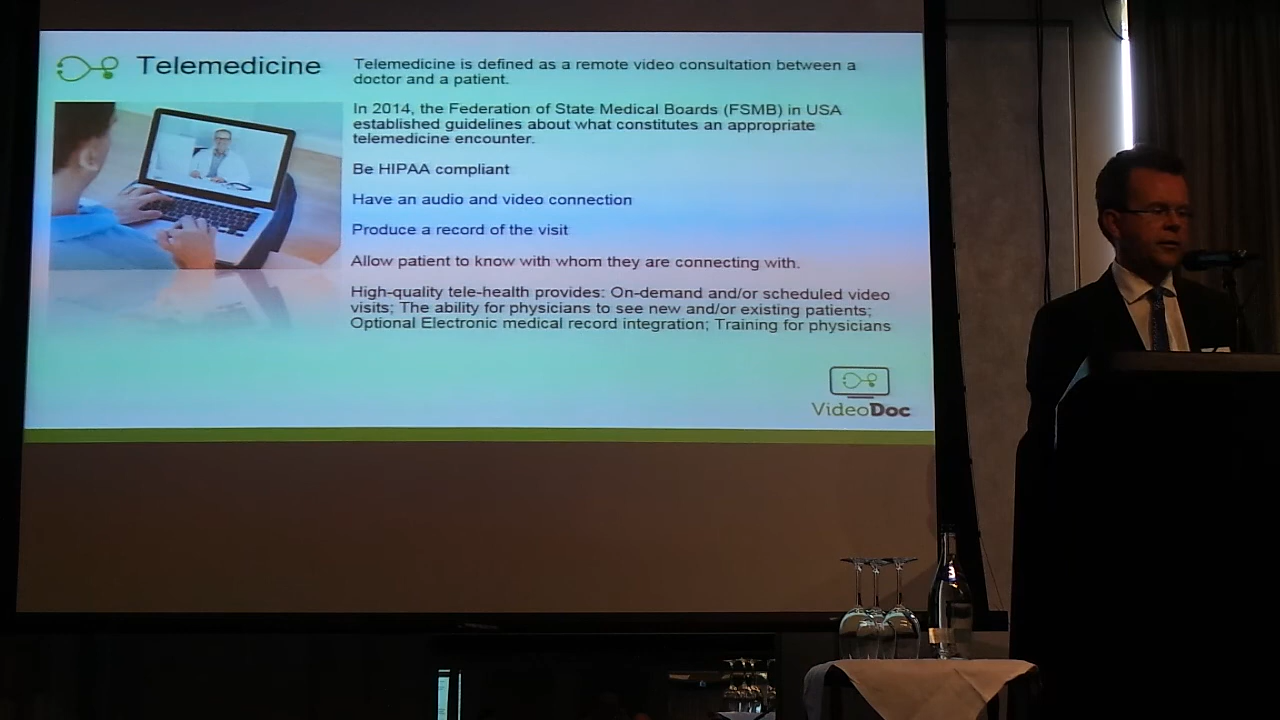 Telemedicine
Telemedicine is defined as a remote video consultation between a
doctor and a patient.
In 2014, the Federation of State Medical Boards (FSMB) in USA
established guidelines about what constitutes an appropriate
telemedicine encounter.
Be HIPAA compliant
Have an audio and video connection
Produce a record of the visit
Allow patient to know with whom they are connecting with.
High-quality tele-health provides: On-demand and/or scheduled video
visits; The ability for physicians to see new and/or existing patients;
Optional Electronic medical record integration; Training for physicians
VideoDoc